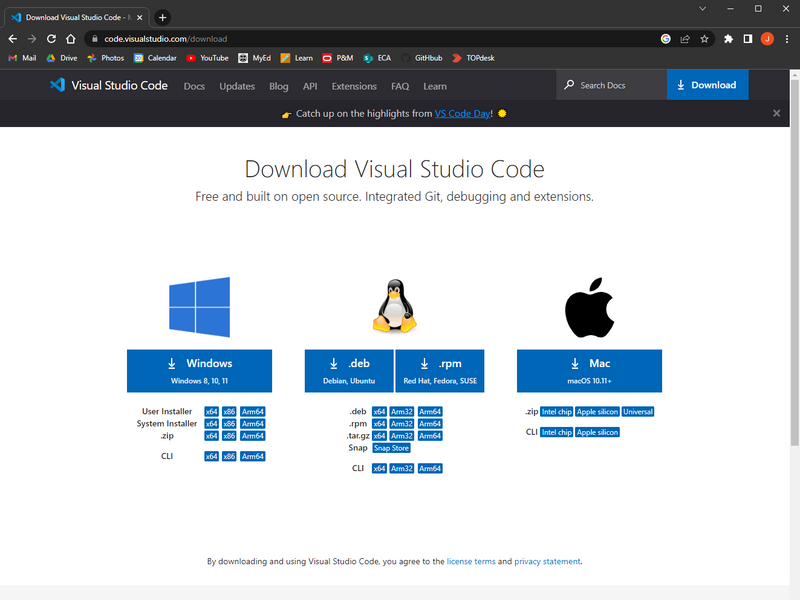 Download Visual Studio Code - M
code.visualstudio.com/download
J
Mail Drive Photos Calendar YouTube MyEd Learn P&M ECA GitHbub TOPdesk
Visual Studio Code Docs Updates Blog API Extensions FAQ Learn Search Docs Download
Catch up on the highlights from VS Code Day!
Download Visual Studio Code
Free and built on open source. Integrated Git, debugging and extensions.
Windows
Windows 8, 10, 11
User Installer x64 x86 Arm64
System Installer x64 x86 Arm64
.zip x64 x86 Arm64
CLI x64 x86 Arm64
.deb
Debian, Ubuntu
.rpm
Red Hat, Fedora, SUSE
.deb x64 Arm32 Arm64
.rpm x64 Arm32 Arm64
.tar.gz x64 Arm32 Arm64
Snap Snap Store
CLI x64 Arm32 Arm64
Mac
macOS 10.11+
.zip Intel chip Apple silicon Universal
CLI Intel chip Apple silicon
By downloading and using Visual Studio Code, you agree to the license terms and privacy statement.